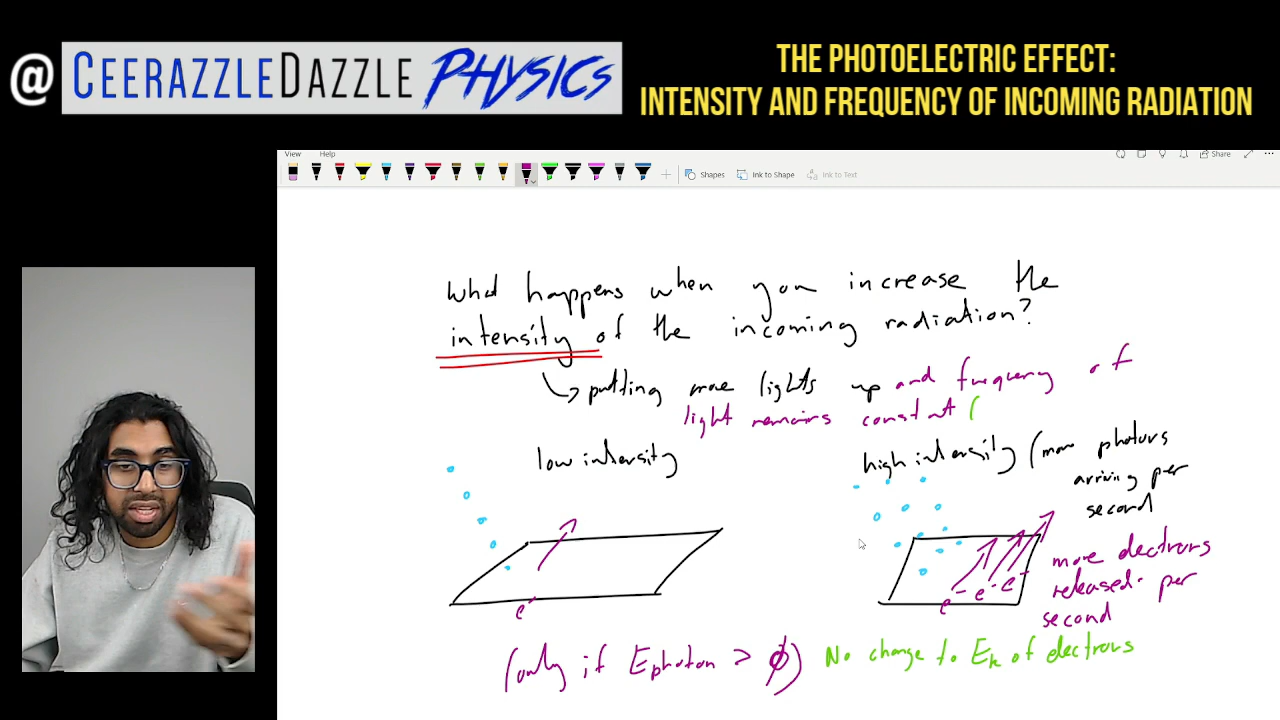 @ CEERAZZLEDAZZLE PHYSICS
THE PHOTOELECTRIC EFFECT:
INTENSITY AND FREQUENCY OF INCOMING RADIATION
View Help
Share
Shapes Ink to Shape Ink to Text
What happens when you increase the
intensity of the incoming radiation?
putting more lights up and frequency of
light remains constant (
low intensity
high intensity (more photons
arriving per
second
e-
e- e- e-
more electrons
released per
second
(only if Ephoton > φ)
No change to Ek of electrons